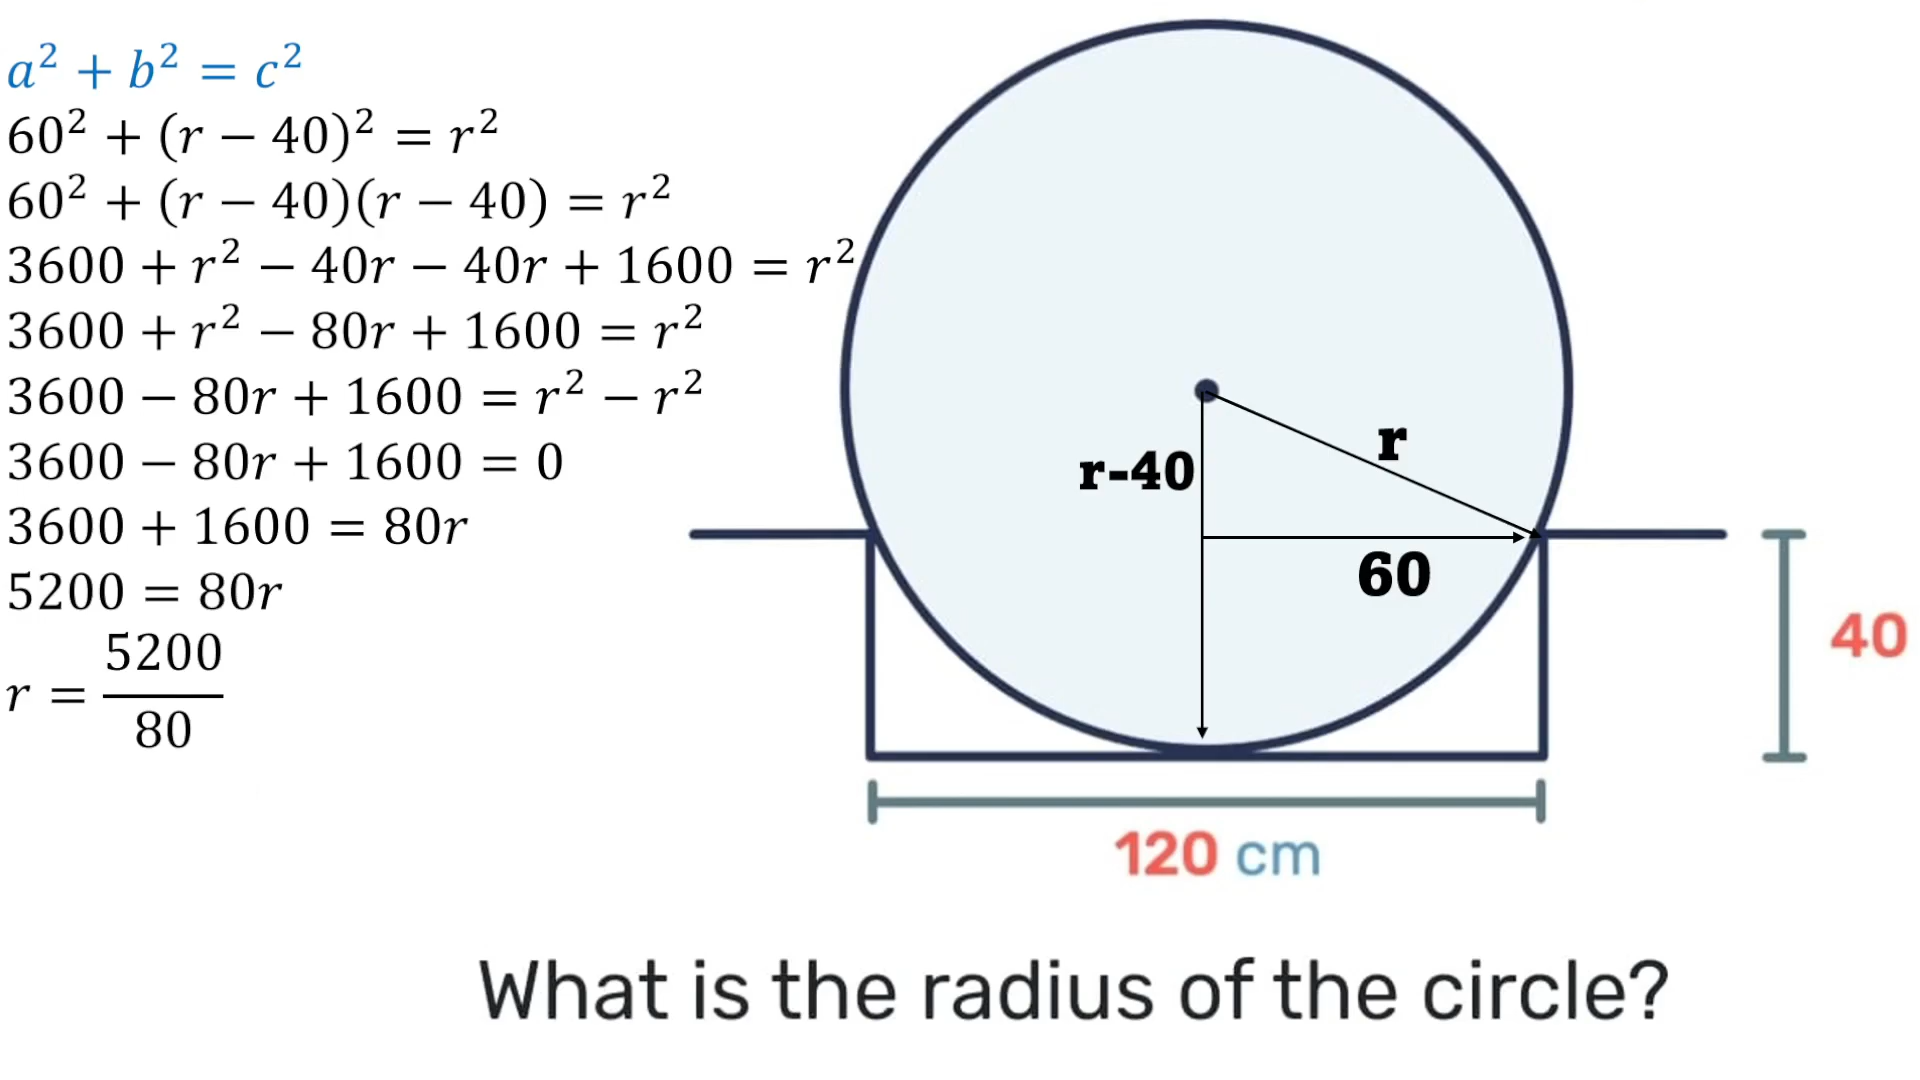 a² + b² = c²
60² + (r − 40)² = r²
60² + (r − 40)(r − 40) = r²
3600 + r² − 40r − 40r + 1600 = r²
3600 + r² − 80r + 1600 = r²
3600 − 80r + 1600 = r² − r²
3600 − 80r + 1600 = 0
3600 + 1600 = 80r
5200 = 80r
r = 5200/80
r
r-40
60
40
120 cm
What is the radius of the circle?